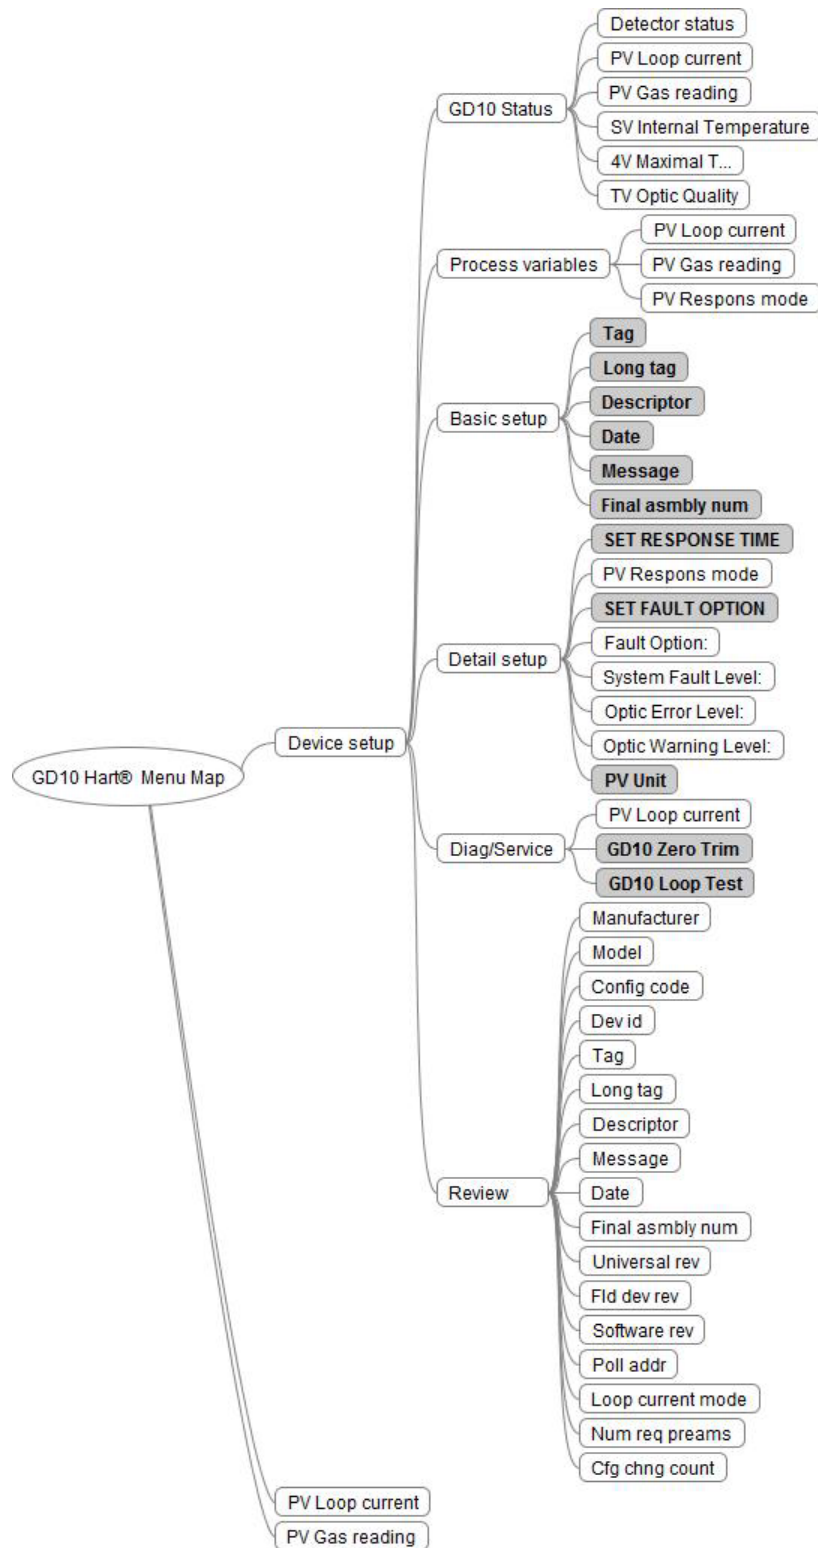 Detector status
PV Loop current
PV Gas reading
GD10 Status
SV Internal Temperature
4V Maximal T...
TV Optic Quality
PV Loop current
Process variables
PV Gas reading
PV Respons mode
Tag
Long tag
Descriptor
Basic setup
Date
Message
Final asmbly num
SET RESPONSE TIME
PV Respons mode
SET FAULT OPTION
Fault Option:
Detail setup
System Fault Level:
Optic Error Level:
Optic Warning Level:
Device setup
GD10 Hart® Menu Map
PV Unit
PV Loop current
Diag/Service
GD10 Zero Trim
GD10 Loop Test
Manufacturer
Model
Config code
Dev id
Tag
Long tag
Descriptor
Message
Review
Date
Final asmbly num
Universal rev
Fld dev rev
Software rev
Poll addr
Loop current mode
Num req preams
Cfg chng count
PV Loop current
PV Gas reading